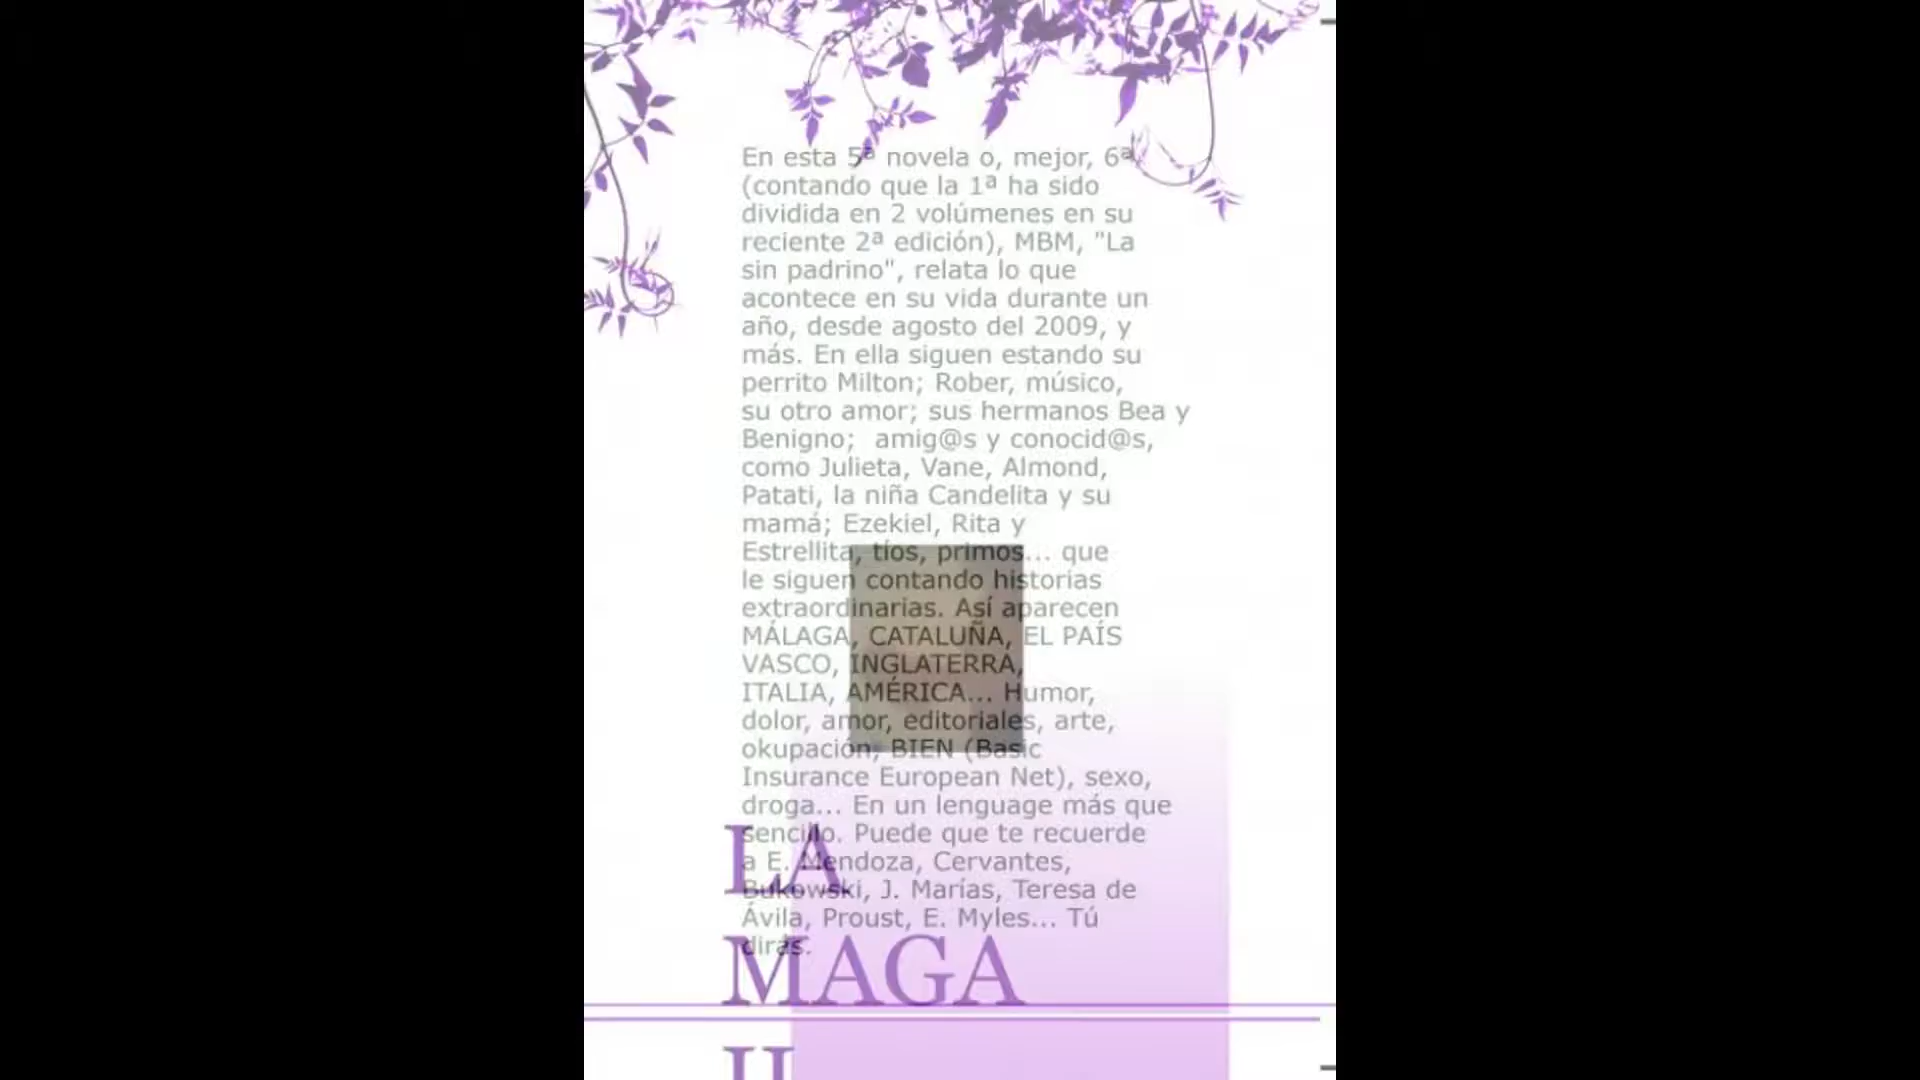 En esta 5ª novela o, mejor, 6ª
(contando que la 1ª ha sido
dividida en 2 volúmenes en su
reciente 2ª edición), MBM, "La
sin padrino", relata lo que
acontece en su vida durante un
año, desde agosto del 2009, y
más. En ella siguen estando su
perrito Milton; Rober, músico,
su otro amor; sus hermanos Bea y
Benigno;  amig@s y conocid@s,
como Julieta, Vane, Almond,
Patati, la niña Candelita y su
mamá; Ezekiel, Rita y
Estrellita, tíos, primos... que
le siguen contando historias
extraordinarias. Así aparecen
MÁLAGA, CATALUÑA, EL PAÍS
VASCO, INGLATERRA,
ITALIA, AMÉRICA... Humor,
dolor, amor, editoriales, arte,
okupación, BIEN (Basic
Insurance European Net), sexo,
droga... En un lenguage más que
sencillo. Puede que te recuerde
a E. Mendoza, Cervantes,
Bukowski, J. Marías, Teresa de
Ávila, Proust, E. Myles... Tú
dirás.
LA
MAGA
II